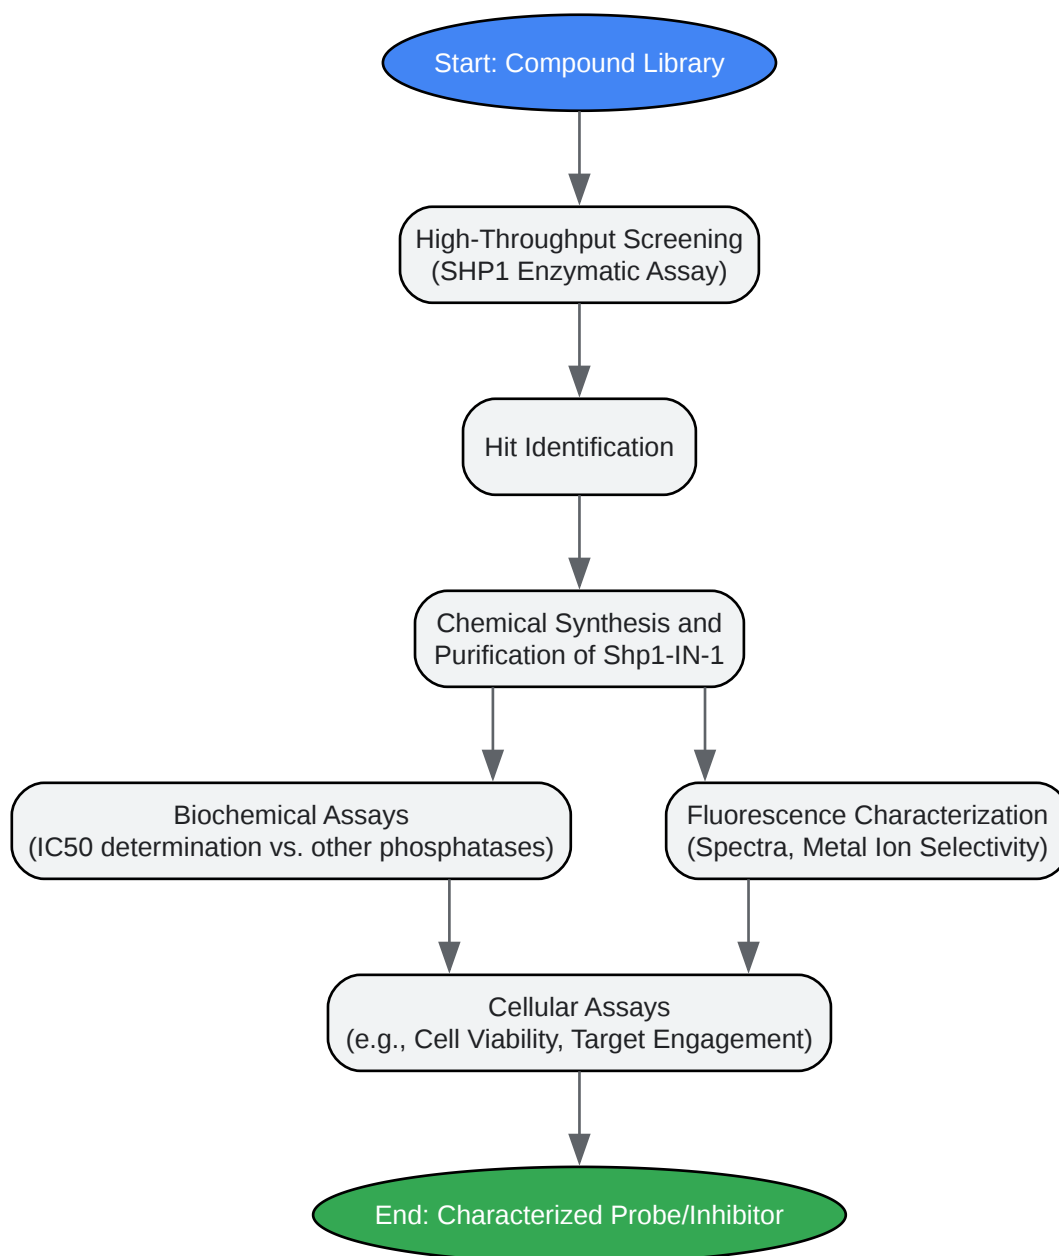 Start: Compound Library
High-Throughput Screening
(SHP1 Enzymatic Assay)
Hit Identification
Chemical Synthesis and
Purification of Shp1-IN-1
Biochemical Assays
(IC50 determination vs. other phosphatases)
Fluorescence Characterization
(Spectra, Metal Ion Selectivity)
Cellular Assays
(e.g., Cell Viability, Target Engagement)
End: Characterized Probe/Inhibitor